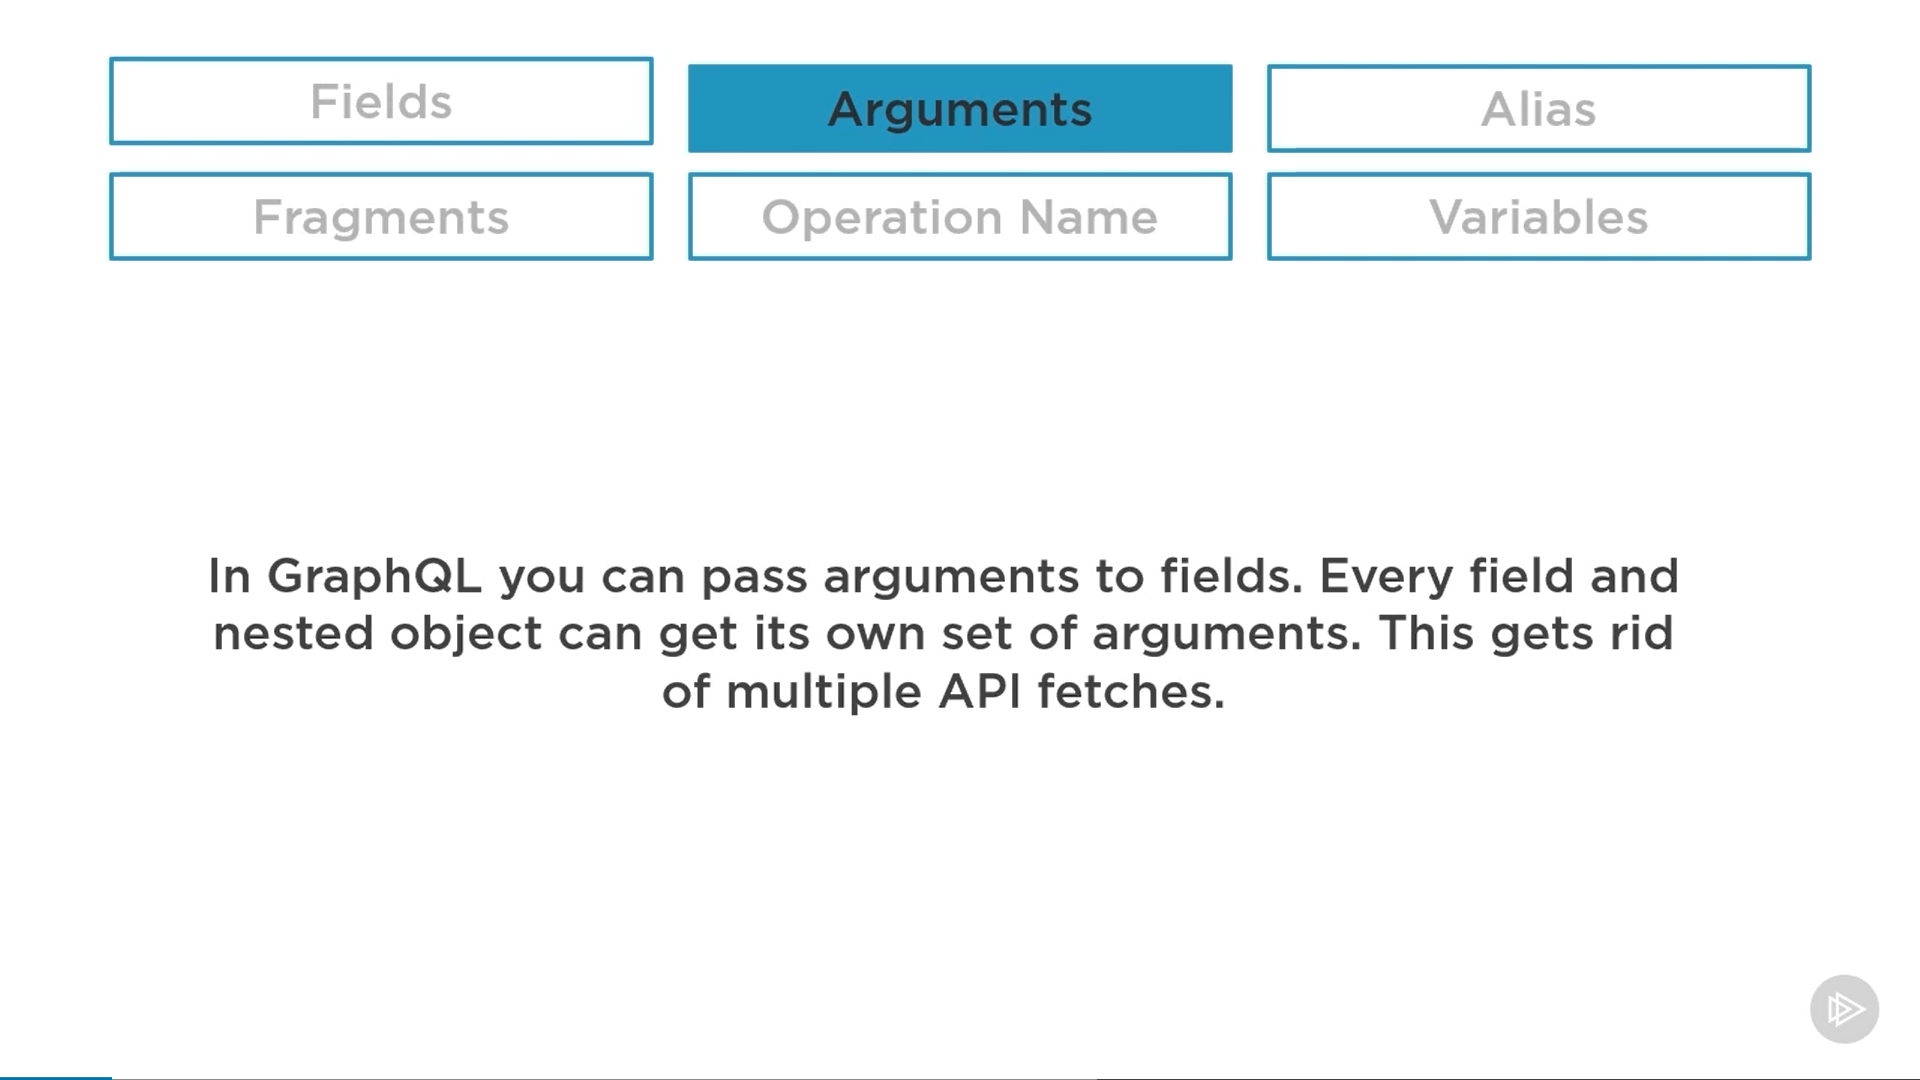 Fields
Arguments
Alias
Fragments
Operation Name
Variables
In GraphQL you can pass arguments to fields. Every field and
nested object can get its own set of arguments. This gets rid
of multiple API fetches.